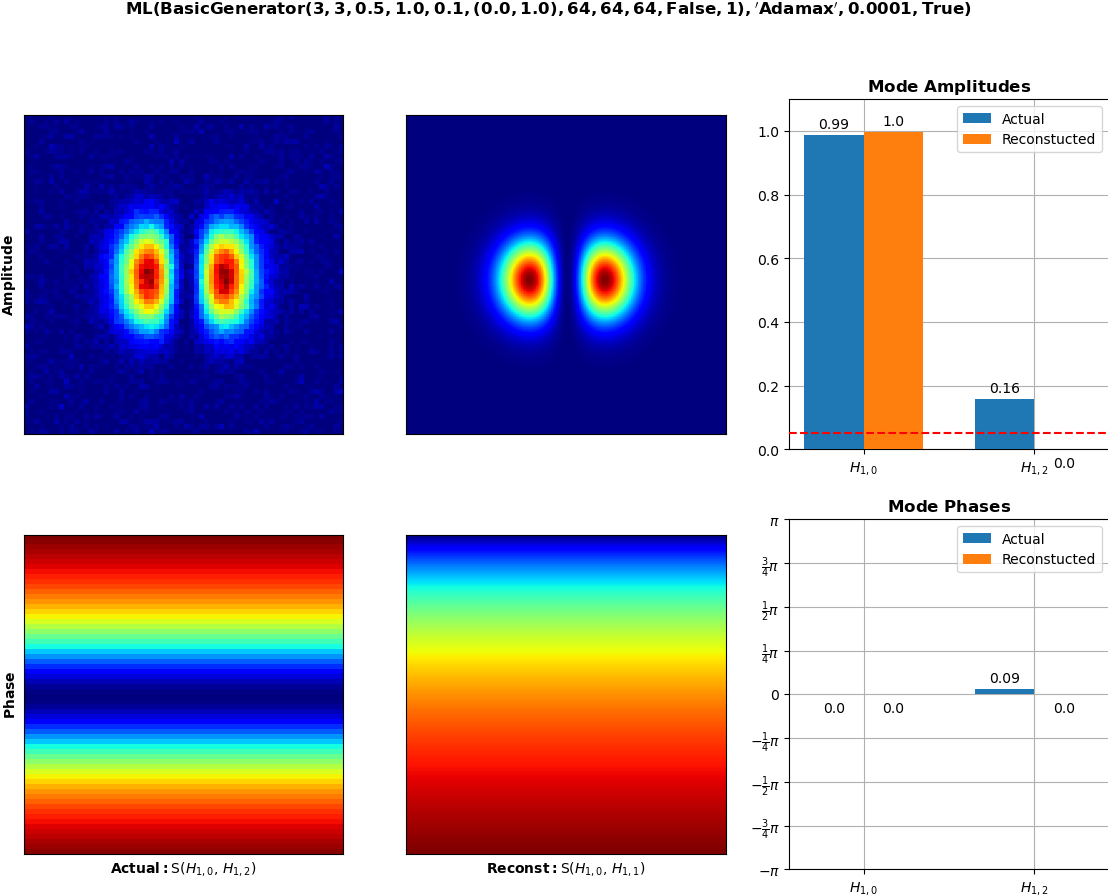 ML(BasicGenerator(3, 3, 0.5, 1.0, 0.1, (0.0, 1.0), 64, 64, 64, False, 1), ′Adamax′, 0.0001, True)
Amplitude
Mode Amplitudes
Actual
Reconstucted
0.99
1.0
0.16
0.0
1.0
0.8
0.6
0.4
0.2
0.0
H1,0
H1,2
Phase
Actual: S(H1,0, H1,2)
Reconst: S(H1,0, H1,1)
Mode Phases
Actual
Reconstucted
π
3/4π
1/2π
1/4π
0
−1/4π
−1/2π
−3/4π
−π
0.0
0.0
0.09
0.0
H1,0
H1,2